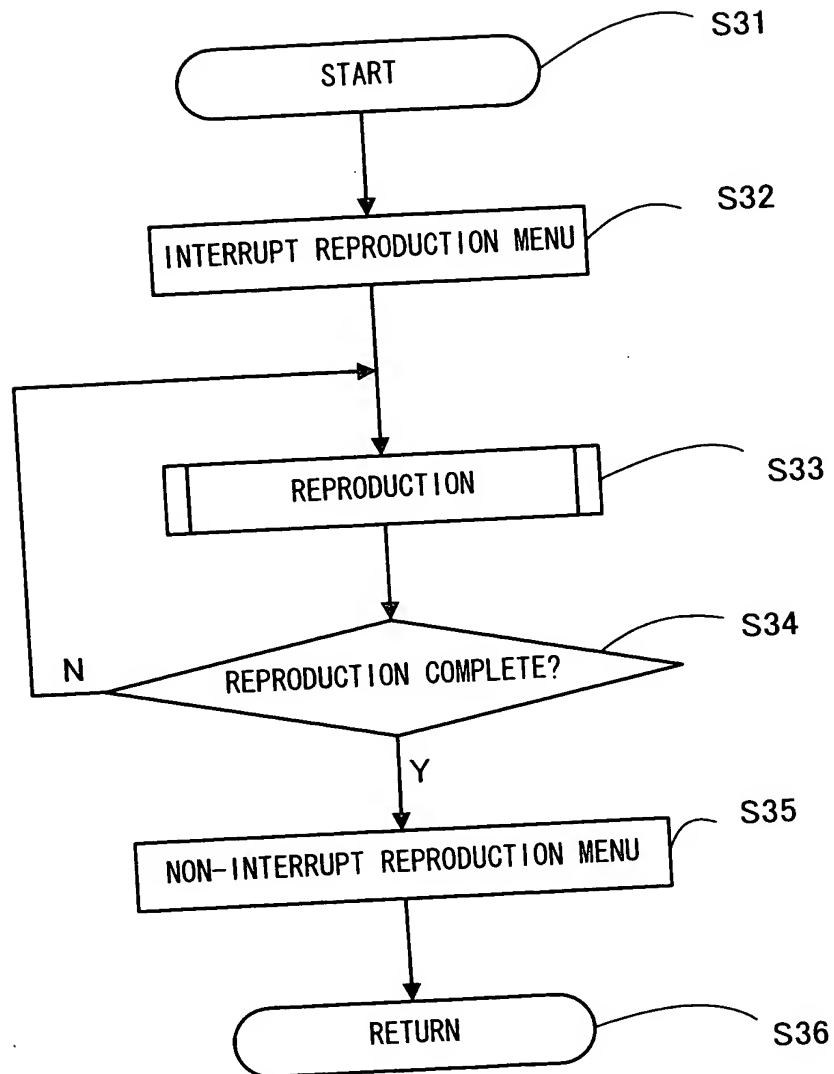 START
S31
INTERRUPT REPRODUCTION MENU
S32
REPRODUCTION
S33
REPRODUCTION COMPLETE?
S34
N
Y
NON-INTERRUPT REPRODUCTION MENU
S35
RETURN
S36